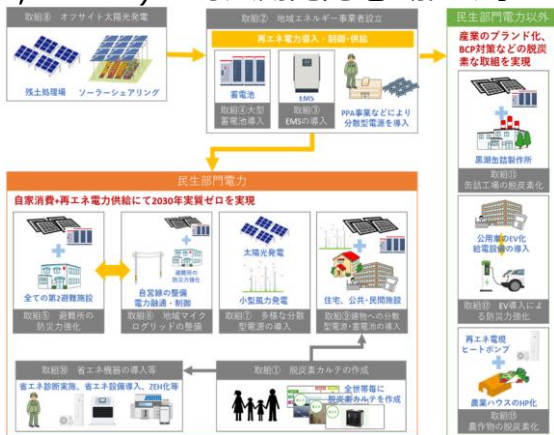 取組⑧ オフサイト太陽光発電
残土処理場
ソーラーシェアリング
取組② 地域エネルギー事業者設立
再エネ電力導入・制御・供給
蓄電池
EMS
取組④大型
蓄電池導入
取組③
EMSの導入
PPA事業などにより
分散型電源を導入
民生部門電力以外
産業のブランド化、
BCP対策などの脱炭
素な取組を実現
黒潮缶詰製作所
取組⑪
缶詰工場の脱炭素化
公用車のEV化
給電設備の導入
取組⑫ EV導入によ
る防災力強化
再エネ電視
ヒートポンプ
農業ハウスのHP化
取組⑬
農作物の脱炭素化
民生部門電力
自家消費+再エネ電力供給にて2030年実質ゼロを実現
全ての第2避難施設
取組⑤ 避難所の
防災力強化
避難所の
防災力強化
自営線の整備
電力融通・制御
取組⑥ 地域マイク
ログリッドの整備
太陽光発電
小型風力発電
取組⑦ 多様な分散
型電源の導入
住宅、公共・民間施設
取組⑨建物への分散
型電源・蓄電池の導入
取組⑩ 省エネ機器の導入等
省エネ診断実施、省エネ設備導入、ZEH化等
取組① 脱炭素カルテの作成
全世帯毎に
脱炭素カルテを作成